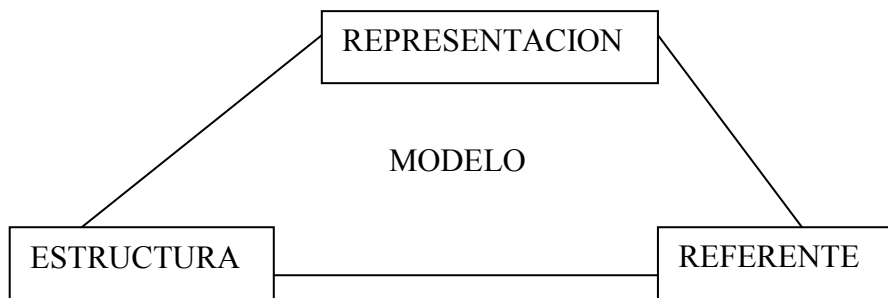 REPRESENTACION
MODELO
ESTRUCTURA
REFERENTE